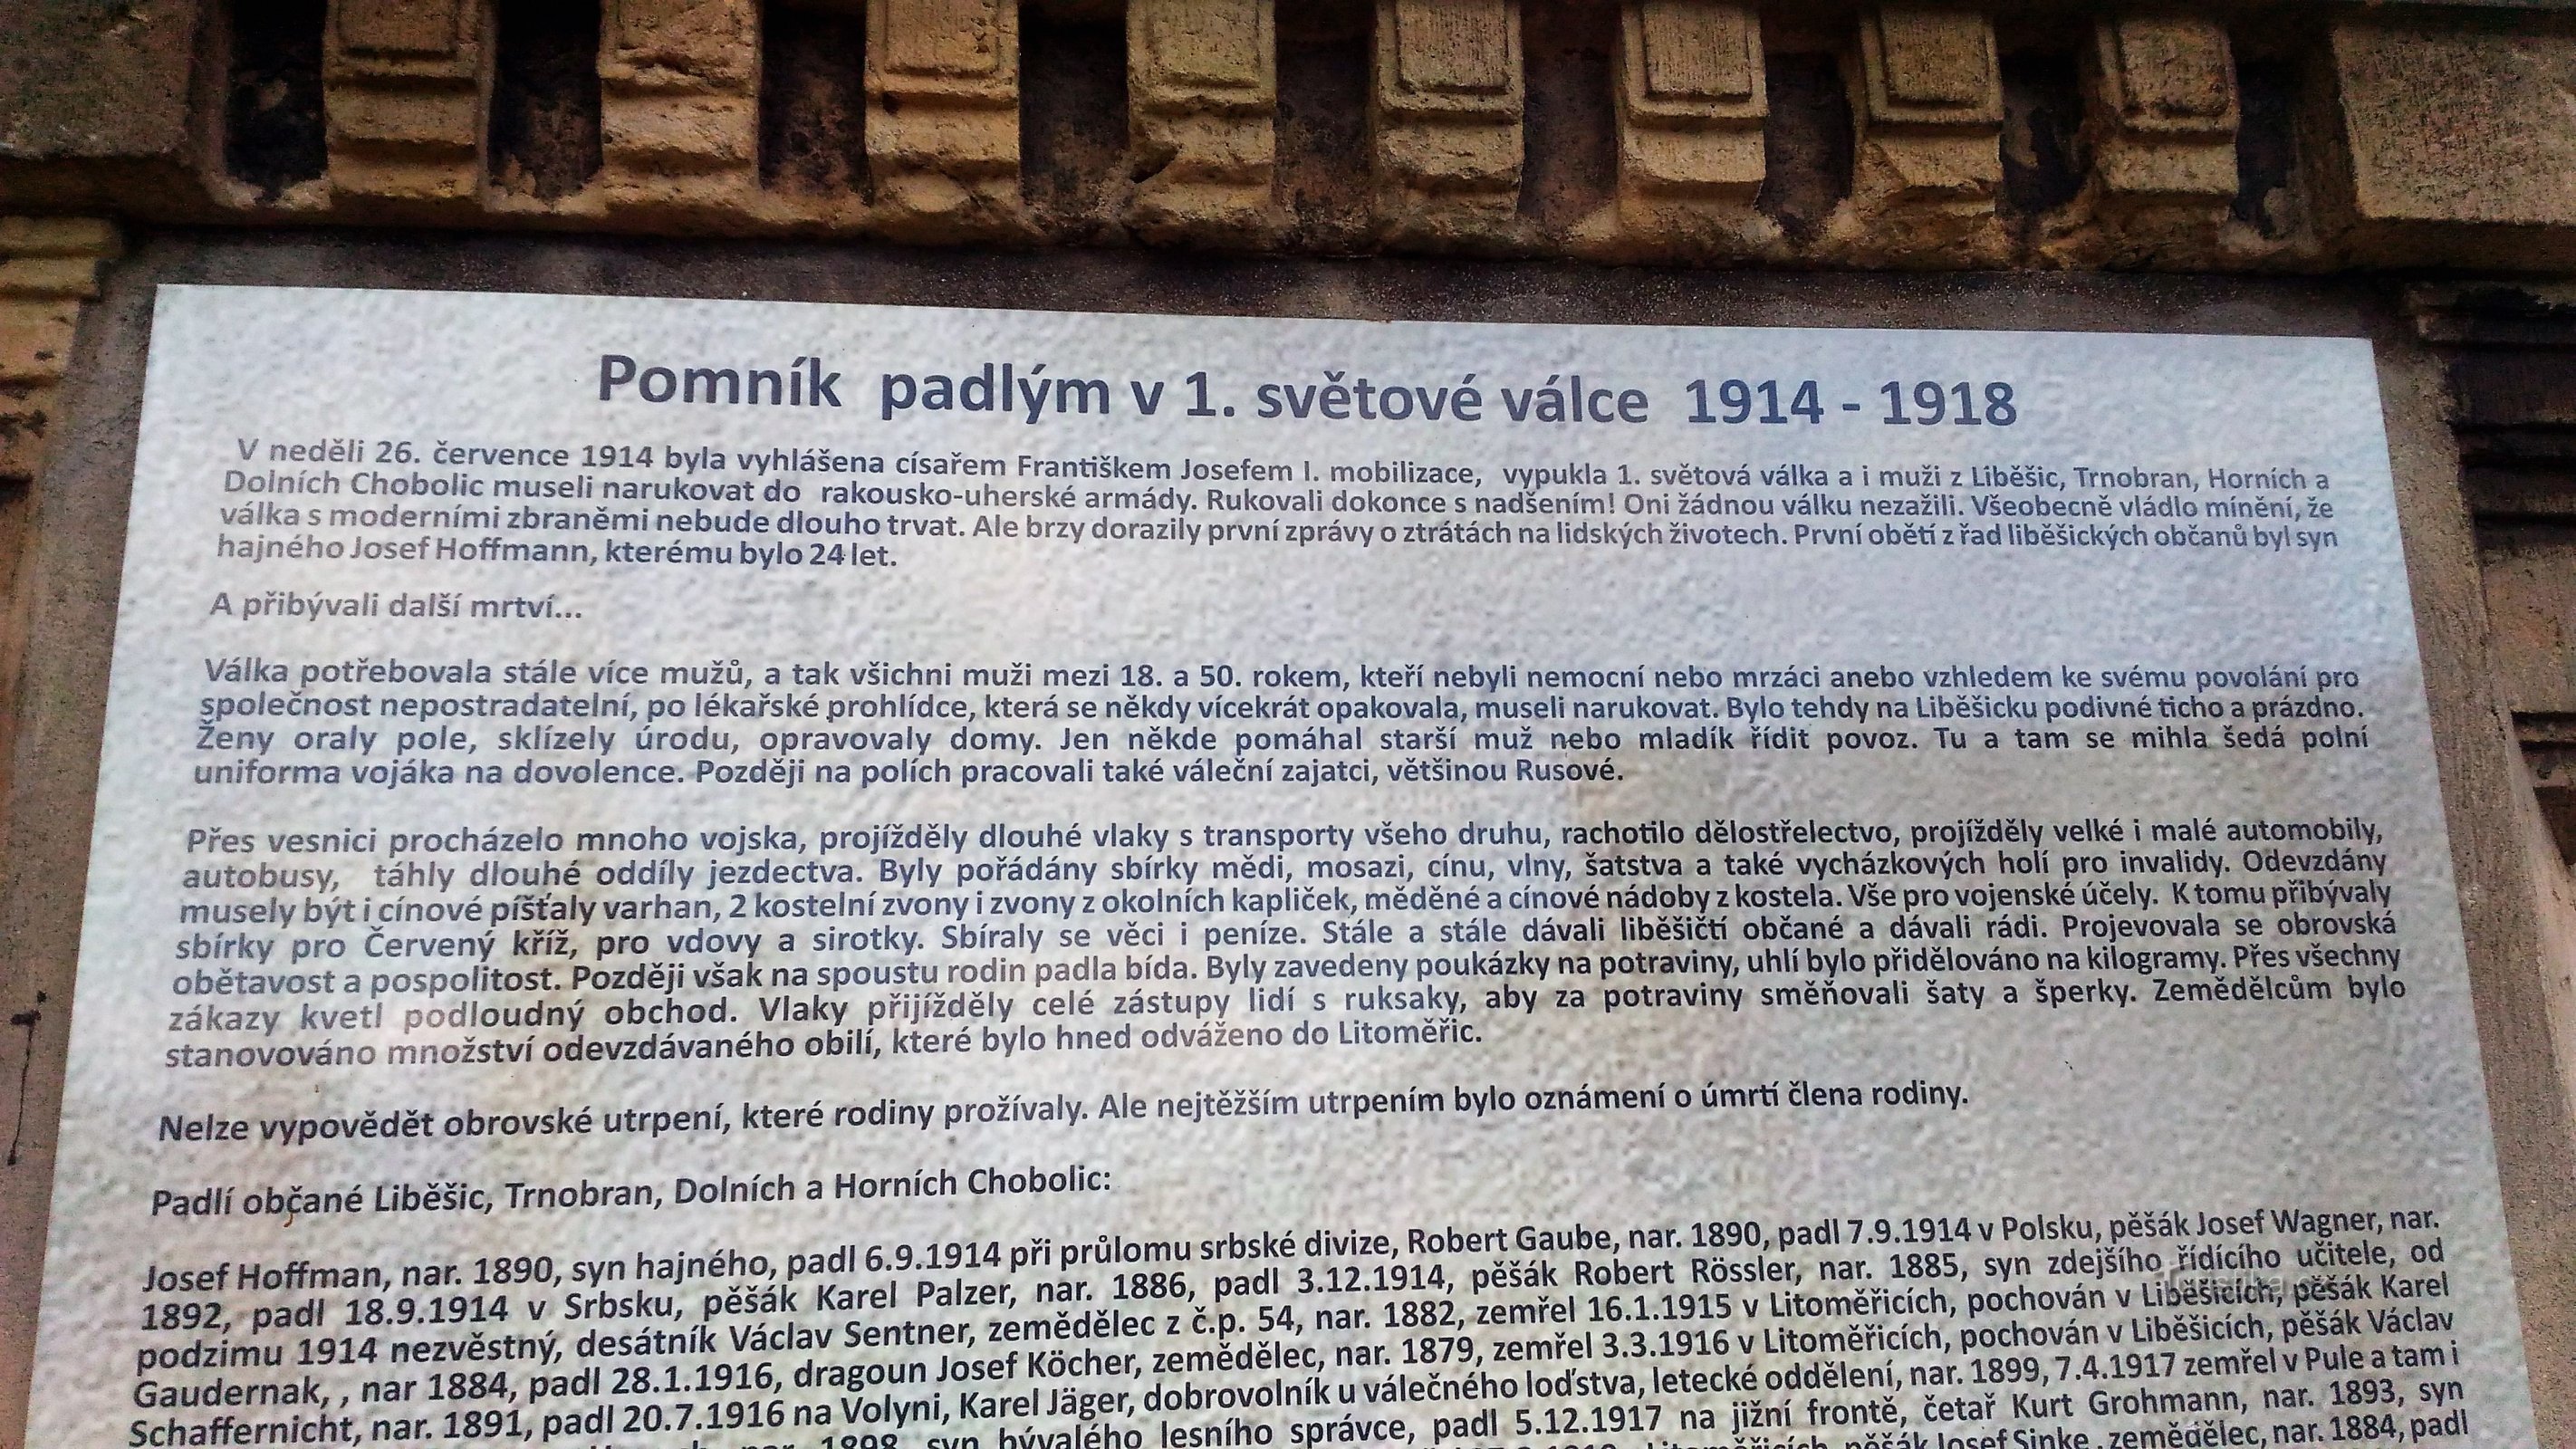 Pomník padlým v 1. světové válce 1914 - 1918
V neděli 26. července 1914 byla vyhlášena císařem Františkem Josefem I. mobilizace, vypukla 1. světová válka a i muži z Liběšic, Trnobran, Horních a
Dolních Chobolic museli narukovat do rakousko-uherské armády. Rukovali dokonce s nadšením! Oni žádnou válku nezažili. Všeobecně vládlo mínění, že
válka s moderními zbraněmi nebude dlouho trvat. Ale brzy dorazily první zprávy o ztrátách na lidských životech. První obětí z řad liběšických občanů byl syn
hajného Josef Hoffmann, kterému bylo 24 let.
A přibývali další mrtví...
Válka potřebovala stále více mužů, a tak všichni muži mezi 18. a 50. rokem, kteří nebyli nemocní nebo mrzáci anebo vzhledem ke svému povolání pro
společnost nepostradatelní, po lékařské prohlídce, která se někdy vícekrát opakovala, museli narukovat. Bylo tehdy na Liběšicku podivné ticho a prázdno.
Ženy oraly pole, sklízely úrodu, opravovaly domy. Jen někde pomáhal starší muž nebo mladík řídit povoz. Tu a tam se mihla šedá polní
uniforma vojáka na dovolence. Později na polích pracovali také váleční zajatci, většinou Rusové.
Přes vesnici procházelo mnoho vojska, projížděly dlouhé vlaky s transporty všeho druhu, rachotilo dělostřelectvo, projížděly velké i malé automobily,
autobusy, táhly dlouhé oddíly jezdectva. Byly pořádány sbírky mědi, mosazi, cínu, vlny, šatstva a také vycházkových holí pro invalidy. Odevzdány
musely být i cínové píšťaly varhan, 2 kostelní zvony i zvony z okolních kapliček, měděné a cínové nádoby z kostela. Vše pro vojenské účely. K tomu přibývaly
sbírky pro Červený kříž, pro vdovy a sirotky. Sbíraly se věci i peníze. Stále a stále dávali liběšičtí občané a dávali rádi. Projevovala se obrovská
obětavost a pospolitost. Později však na spoustu rodin padla bída. Byly zavedeny poukázky na potraviny, uhlí bylo přidělováno na kilogramy. Přes všechny
zákazy kvetl podloudný obchod. Vlaky přijížděly celé zástupy lidí s ruksaky, aby za potraviny směňovali šaty a šperky. Zemědělcům bylo
stanovováno množství odevzdávaného obilí, které bylo hned odváženo do Litoměřic.
Nelze vypovědět obrovské utrpení, které rodiny prožívaly. Ale nejtěžším utrpením bylo oznámení o úmrtí člena rodiny.
Padlí občané Liběšic, Trnobran, Dolních a Horních Chobolic:
Josef Hoffman, nar. 1890, syn hajného, padl 6.9.1914 při průlomu srbské divize, Robert Gaube, nar. 1890, padl 7.9.1914 v Polsku, pěšák Josef Wagner, nar.
1892, padl 18.9.1914 v Srbsku, pěšák Karel Palzer, nar. 1886, padl 3.12.1914, pěšák Robert Rössler, nar. 1885, syn zdejšího řídícího učitele, od
podzimu 1914 nezvěstný, desátník Václav Sentner, zemědělec z č.p. 54, nar. 1882, zemřel 16.1.1915 v Litoměřicích, pochován v Liběšicích, pěšák Karel
Gaudernak, , nar 1884, padl 28.1.1916, dragoun Josef Köcher, zemědělec, nar. 1879, zemřel 3.3.1916 v Litoměřicích, pochován v Liběšicích, pěšák Václav
Schaffernicht, nar. 1891, padl 20.7.1916 na Volyni, Karel Jäger, dobrovolník u válečného loďstva, letecké oddělení, nar. 1899, 7.4.1917 zemřel v Pule a tam i
nar. 1898, syn bývalého lesního správce, padl 5.12.1917 na jižní frontě, četař Kurt Grohmann, nar. 1893, syn
pěšák Josef Sinke, zemědělec, nar. 1884, padl